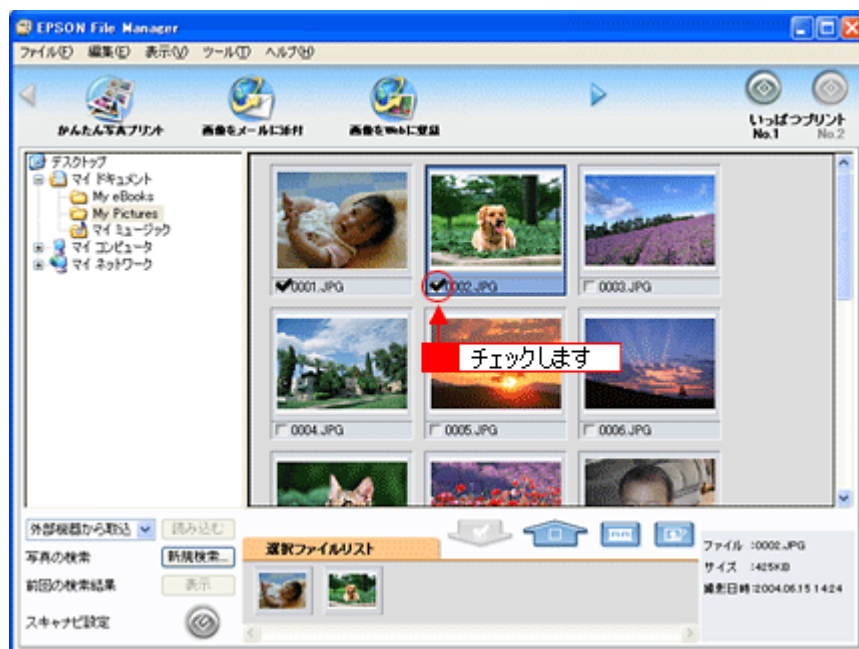 EPSON File Manager
ファイル(F) 編集(E) 表示(V) ツール(T) ヘルプ(H)
かんたん写真プリント 画像をメールに添付 画像をWebに登録 いっぱつプリント
No.1 No.2
デスクトップ
マイ ドキュメント
My eBooks
My Pictures
マイ ミュージック
マイ コンピュータ
マイ ネットワーク
0001.JPG 0002.JPG 0003.JPG
チェックします
0004.JPG 0005.JPG 0006.JPG
外部機器から取込 読み込む
写真の検索 新規検索...
前回の検索結果 表示
スキャナビ設定
選択ファイルリスト
ファイル :0002.JPG
サイズ :425KB
撮影日時:2004.06.15 14:24